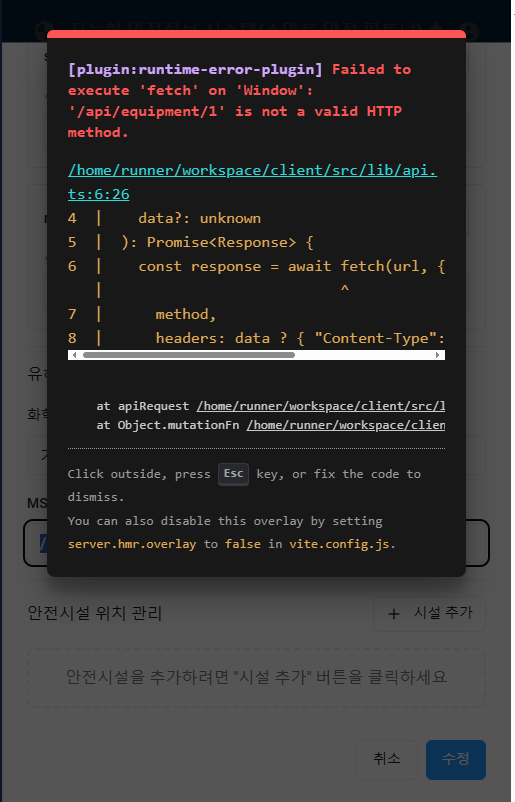 [plugin:runtime-error-plugin] Failed to
execute 'fetch' on 'Window':
'/api/equipment/1' is not a valid HTTP
method.
/home/runner/workspace/client/src/lib/api.
ts:6:26
4 | data?: unknown
5 | ): Promise<Response> {
6 | const response = await fetch(url, {
| ^
7 | method,
8 | headers: data ? { "Content-Type":
at apiRequest /home/runner/workspace/client/src/l
at Object.mutationFn /home/runner/workspace/clien
Click outside, press Esc key, or fix the code to
dismiss.
You can also disable this overlay by setting
server.hmr.overlay to false in vite.config.js.
MS
안전시설 위치 관리
+ 시설 추가
안전시설을 추가하려면 "시설 추가" 버튼을 클릭하세요
취소
수정